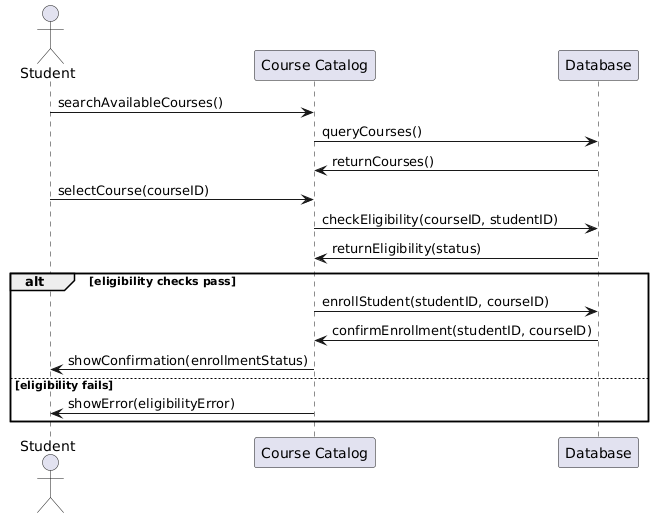 Student
Course Catalog
Database
searchAvailableCourses()
queryCourses()
returnCourses()
selectCourse(courseID)
checkEligibility(courseID, studentID)
returnEligibility(status)
alt
[eligibility checks pass]
enrollStudent(studentID, courseID)
confirmEnrollment(studentID, courseID)
showConfirmation(enrollmentStatus)
[eligibility fails]
showError(eligibilityError)
Student
Course Catalog
Database